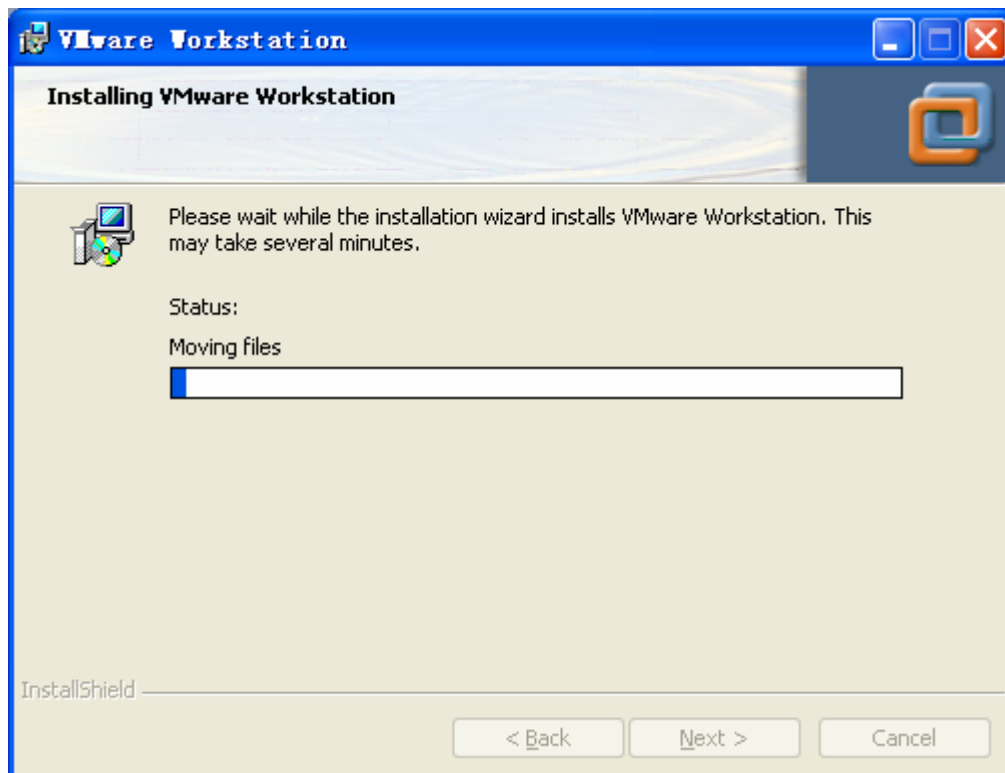 VMware Workstation
Installing VMware Workstation
Please wait while the installation wizard installs VMware Workstation. This
may take several minutes.
Status:
Moving files
InstallShield
< Back
Next >
Cancel